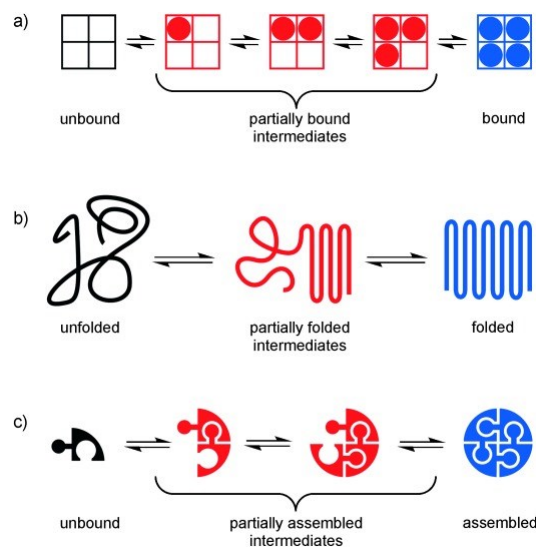 a)
unbound
partially bound
intermediates
bound
b)
unfolded
partially folded
intermediates
folded
c)
unbound
partially assembled
intermediates
assembled